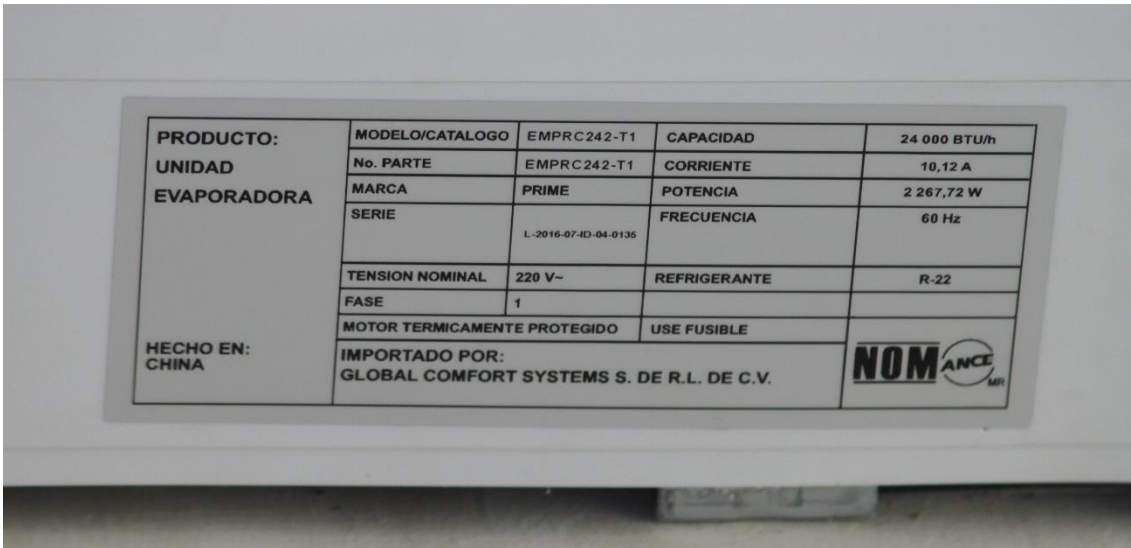 PRODUCTO:
UNIDAD
EVAPORADORA
HECHO EN:
CHINA
MODELO/CATALOGO EMPRC242-T1 CAPACIDAD 24 000 BTU/h
No. PARTE EMPRC242-T1 CORRIENTE 10,12 A
MARCA PRIME POTENCIA 2 267,72 W
SERIE L-2016-07-ID-04-0135 FRECUENCIA 60 Hz
TENSION NOMINAL 220 V~ REFRIGERANTE R-22
FASE 1
MOTOR TERMICAMENTE PROTEGIDO USE FUSIBLE
IMPORTADO POR:
GLOBAL COMFORT SYSTEMS S. DE R.L. DE C.V.
NOM ANCE MR